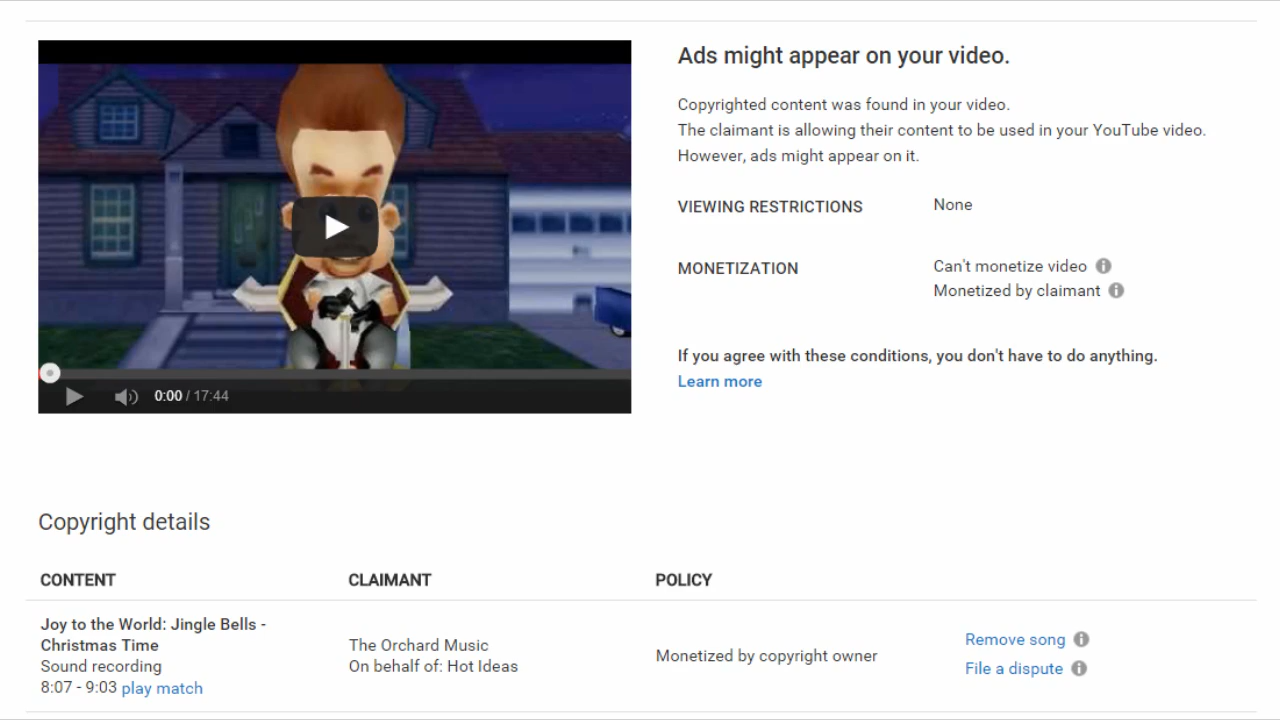 Ads might appear on your video.
Copyrighted content was found in your video.
The claimant is allowing their content to be used in your YouTube video.
However, ads might appear on it.
VIEWING RESTRICTIONS None
MONETIZATION Can't monetize video
Monetized by claimant
If you agree with these conditions, you don't have to do anything.
Learn more
0:00 / 17:44
Copyright details
CONTENT CLAIMANT POLICY
Joy to the World: Jingle Bells -
Christmas Time
Sound recording
8:07 - 9:03 play match
The Orchard Music
On behalf of: Hot Ideas
Monetized by copyright owner
Remove song
File a dispute